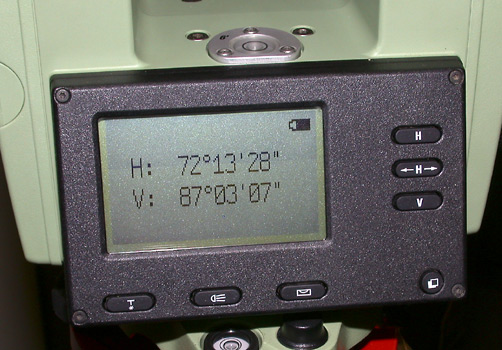 H: 72°13'28"
V: 87°03'07"
H
←H→
V